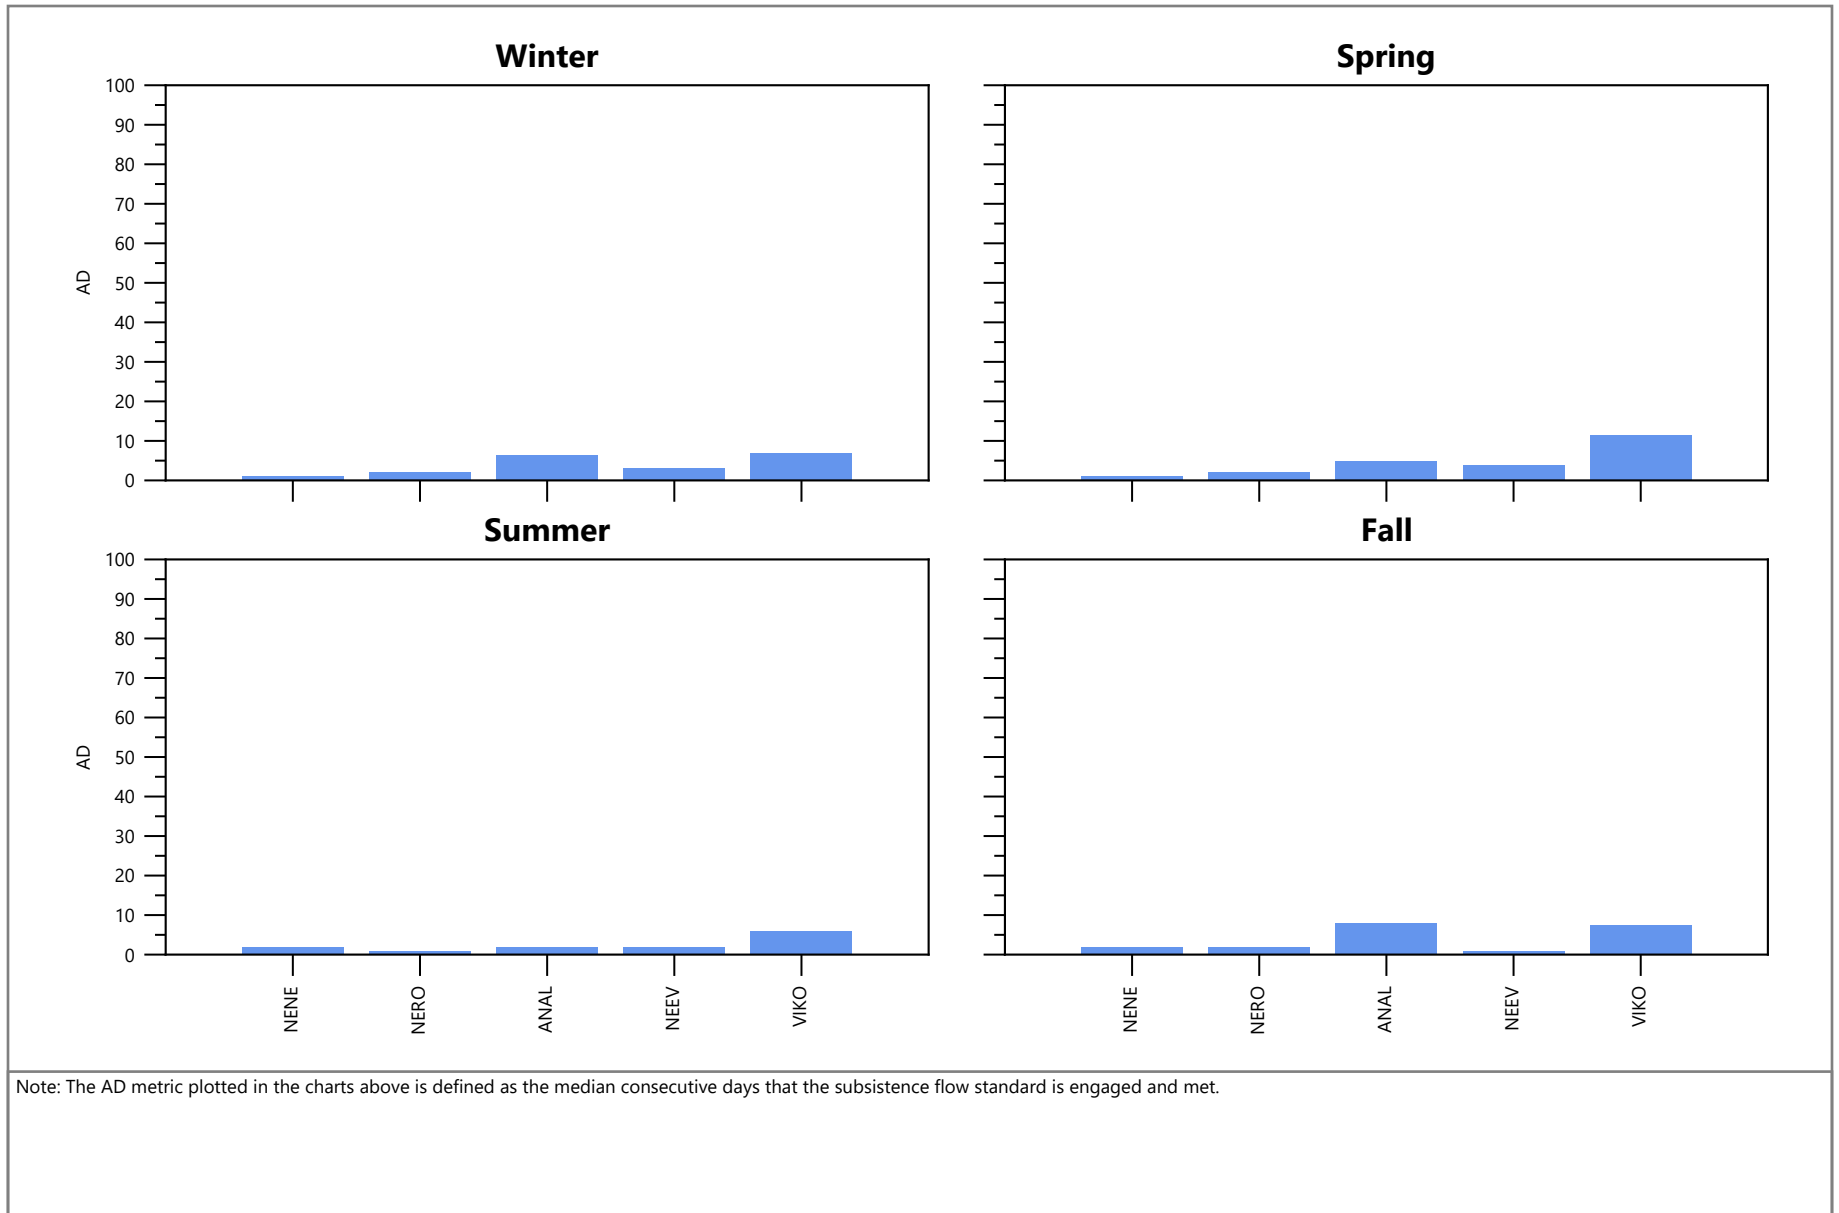 Winter
Spring
100
90
80
70
60
50
40
30
20
10
0
AD
Summer
Fall
100
90
80
70
60
50
40
30
20
10
0
AD
NENE
NERO
ANAL
NEEV
VIKO
NENE
NERO
ANAL
NEEV
VIKO
Note: The AD metric plotted in the charts above is defined as the median consecutive days that the subsistence flow standard is engaged and met.